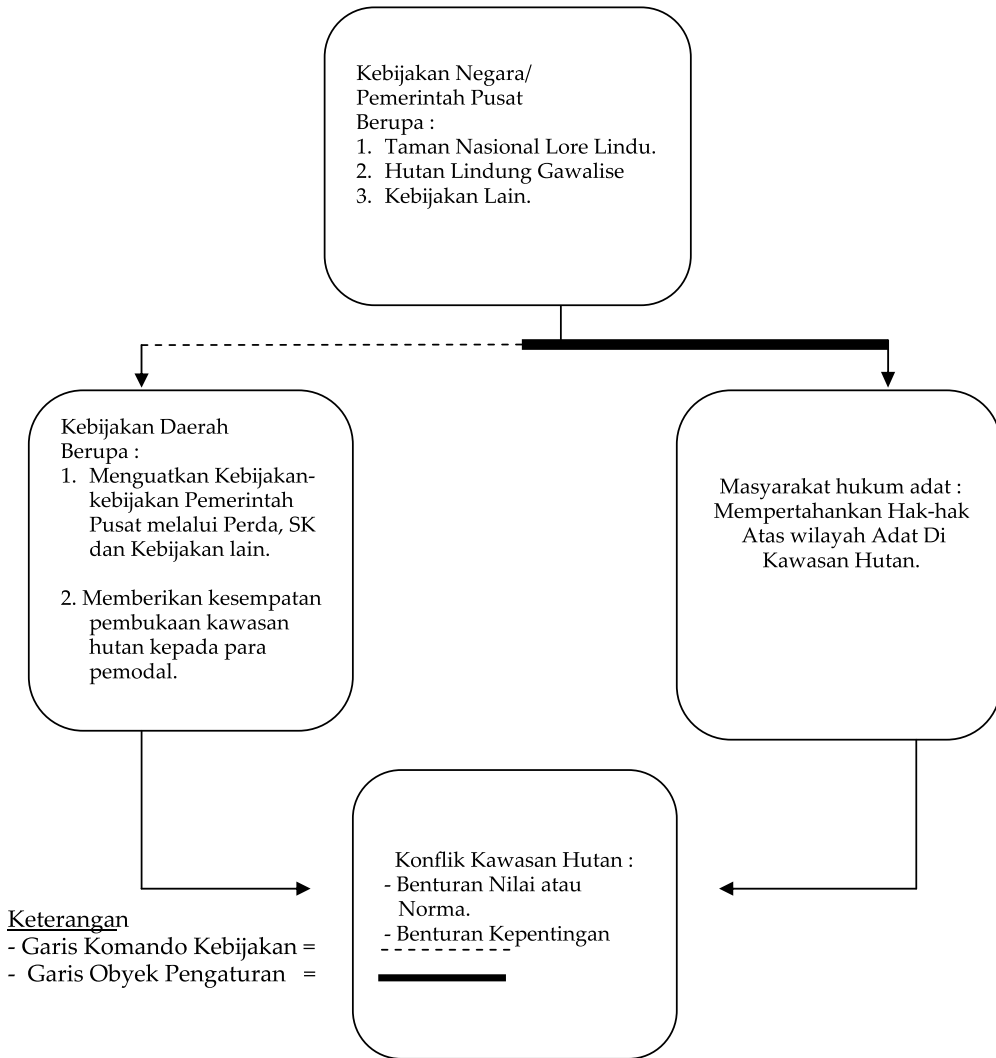 Kebijakan Negara/
Pemerintah Pusat
Berupa :
1. Taman Nasional Lore Lindu.
2. Hutan Lindung Gawalise
3. Kebijakan Lain.
Kebijakan Daerah
Berupa :
1. Menguatkan Kebijakan-
kebijakan Pemerintah
Pusat melalui Perda, SK
dan Kebijakan lain.
2. Memberikan kesempatan
pembukaan kawasan
hutan kepada para
pemodal.
Masyarakat hukum adat :
Mempertahankan Hak-hak
Atas wilayah Adat Di
Kawasan Hutan.
Konflik Kawasan Hutan :
- Benturan Nilai atau
Norma.
- Benturan Kepentingan
Keterangan
- Garis Komando Kebijakan =
- Garis Obyek Pengaturan =